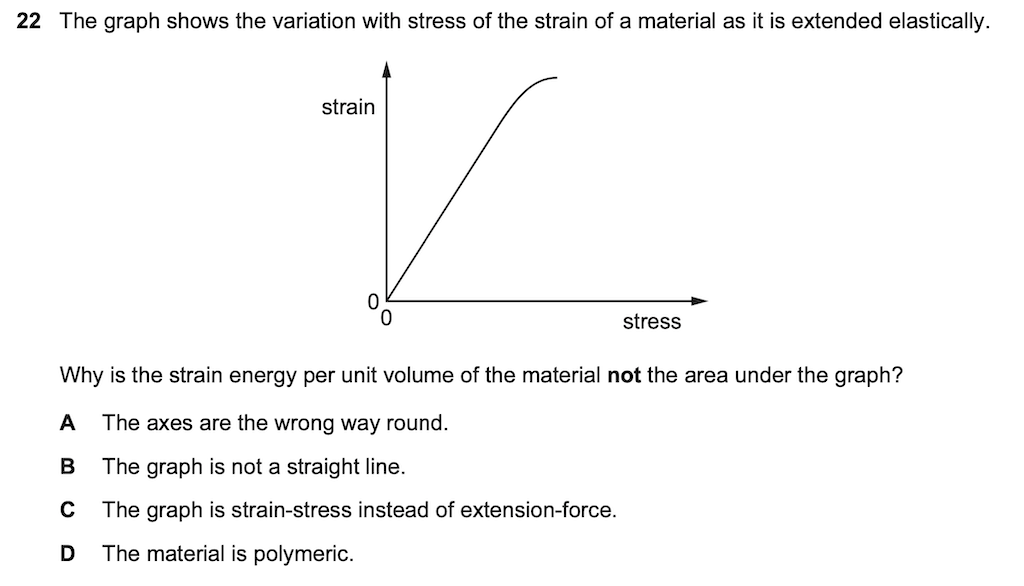 22 The graph shows the variation with stress of the strain of a material as it is extended elastically.
strain
0
0
stress
Why is the strain energy per unit volume of the material not the area under the graph?
A The axes are the wrong way round.
B The graph is not a straight line.
C The graph is strain-stress instead of extension-force.
D The material is polymeric.